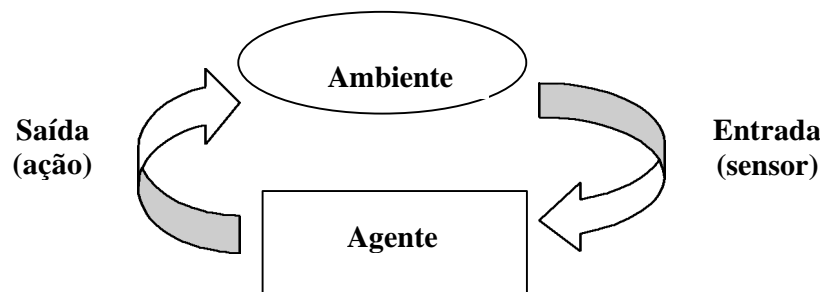 Ambiente
Saída
(ação)
Entrada
(sensor)
Agente